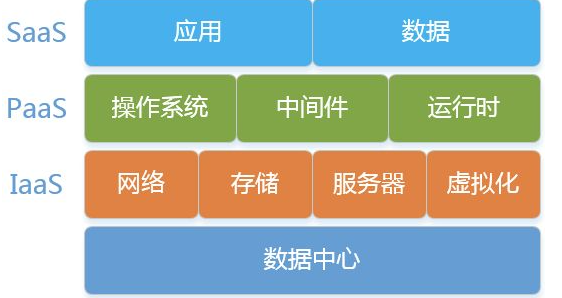 SaaS 应用 数据
PaaS 操作系统 中间件 运行时
IaaS 网络 存储 服务器 虚拟化
数据中心